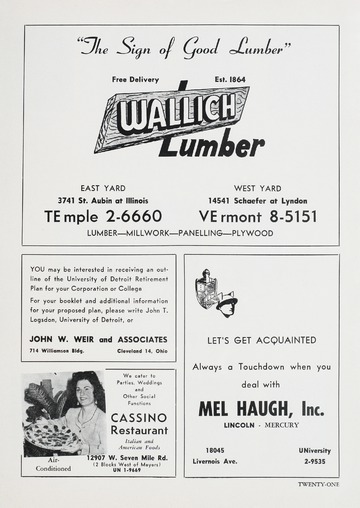 "The Sign of Good Lumber"
Free Delivery Est. 1864
WALLICH
Lumber
EAST YARD
3741 St. Aubin at Illinois
TEmple 2-6660
WEST YARD
14541 Schaefer at Lyndon
VErmont 8-5151
LUMBER—MILLWORK—PANELLING—PLYWOOD
YOU may be interested in receiving an out-
line of the University of Detroit Retirement
Plan for your Corporation or College
For your booklet and additional information
for your proposed plan, please write John T.
Logsdon, University of Detroit, or
JOHN W. WEIR and ASSOCIATES
714 Williamson Bldg. Cleveland 14, Ohio
We cater to
Parties, Weddings
and
Other Social
Functions
CASSINO
Restaurant
Italian and
American Foods
Air-
Conditioned
12907 W. Seven Mile Rd.
(2 Blocks West of Meyers)
UN 1-9669
LET'S GET ACQUAINTED
Always a Touchdown when you
deal with
MEL HAUGH, Inc.
LINCOLN - MERCURY
18045
Livernois Ave.
UNiversity
2-9535
TWENTY-ONE